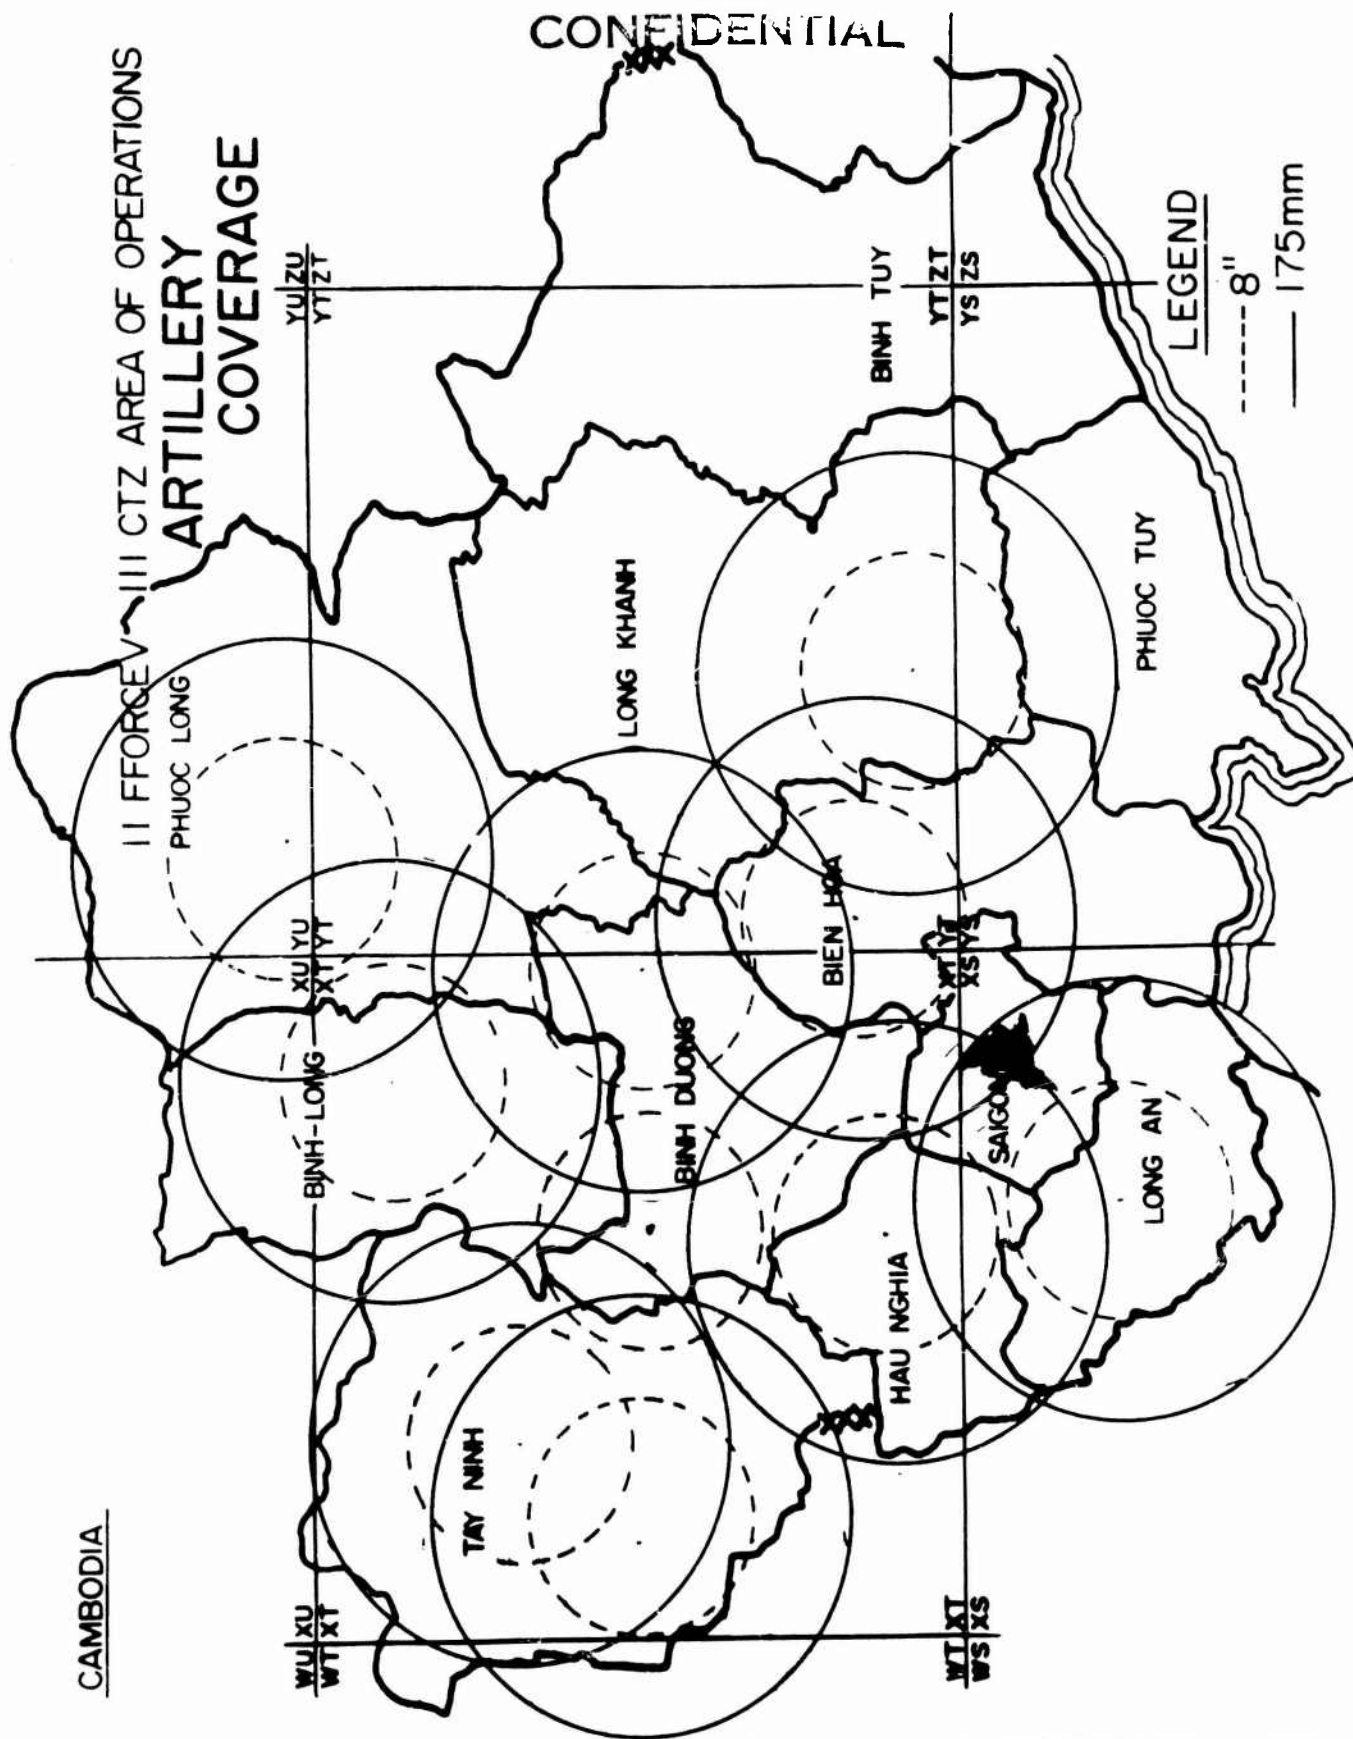 CONFIDENTIAL
II FFORCEV-III CTZ AREA OF OPERATIONS
ARTILLERY
COVERAGE
CAMBODIA
PHUOC LONG
WU XU
WT XT
XU YU
XT YT
YU ZU
YT ZT
BINH-LONG
TAY NINH
LONG KHANH
BINH DUONG
BIEN HOA
BINH TUY
HAU NGHIA
WT XT
WS XS
XT YT
XS YS
YT ZT
YS ZS
SAIGON
LONG AN
PHUOC TUY
LEGEND
8"
175mm
XXX
XXX